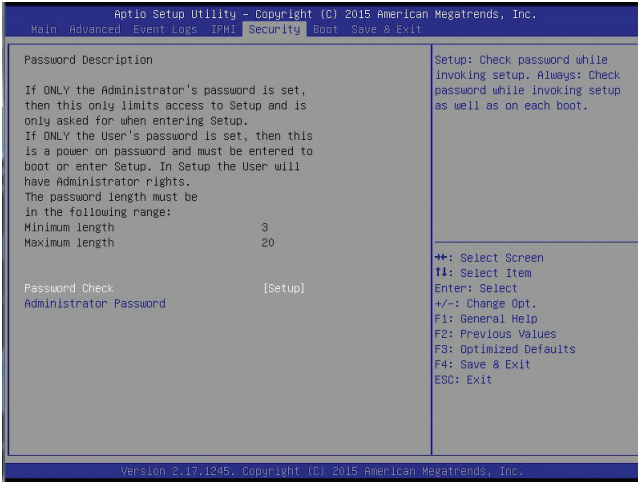 Aptio Setup Utility - Copyright (C) 2015 American Megatrends, Inc.
Main Advanced Event Logs IPMI Security Boot Save & Exit
Password Description
If ONLY the Administrator's password is set,
then this only limits access to Setup and is
only asked for when entering Setup.
If ONLY the User's password is set, then this
is a power on password and must be entered to
boot or enter Setup. In Setup the User will
have Administrator rights.
The password length must be
in the following range:
Minimum length 3
Maximum length 20
Password Check [Setup]
Administrator Password
Setup: Check password while
invoking setup. Always: Check
password while invoking setup
as well as on each boot.
→←: Select Screen
↑↓: Select Item
Enter: Select
+/-: Change Opt.
F1: General Help
F2: Previous Values
F3: Optimized Defaults
F4: Save & Exit
ESC: Exit
Version 2.17.1245. Copyright (C) 2015 American Megatrends, Inc.